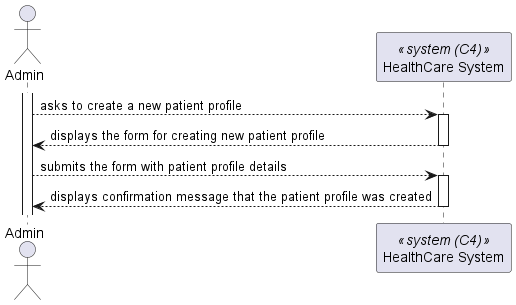 Admin
« system (C4) »
HealthCare System
asks to create a new patient profile
displays the form for creating new patient profile
submits the form with patient profile details
displays confirmation message that the patient profile was created
Admin
« system (C4) »
HealthCare System